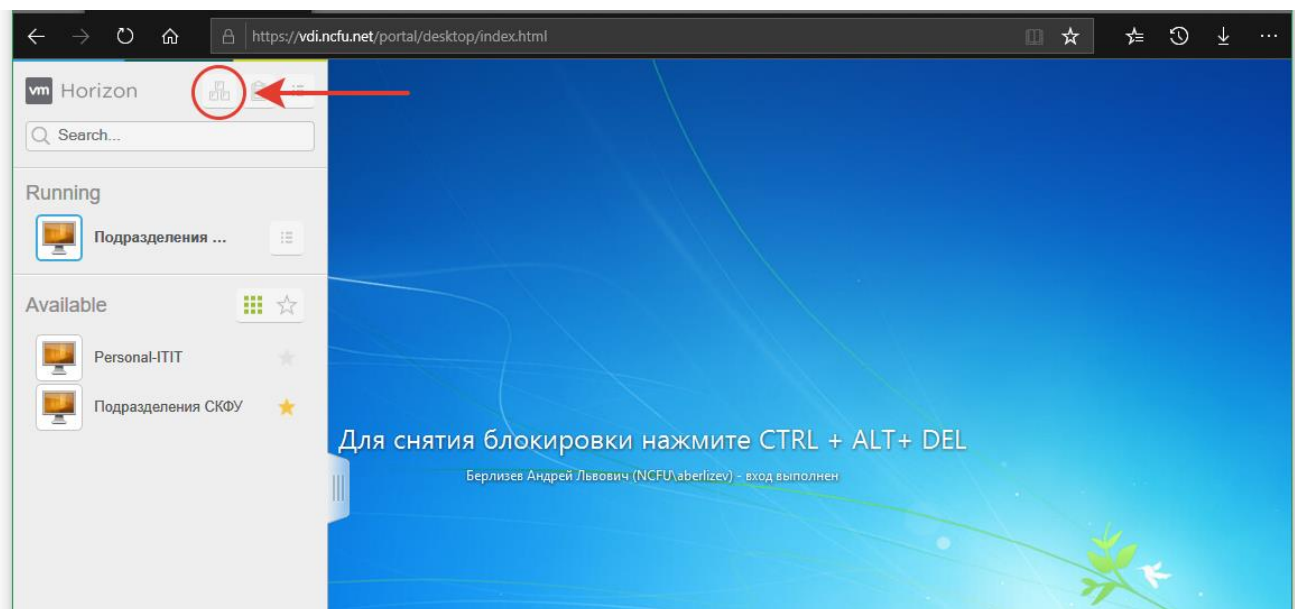 https://vdi.ncfu.net/portal/desktop/index.html
vm Horizon
Search...
Running
Подразделения ...
Available
Personal-ITIT
Подразделения СКФУ
Для снятия блокировки нажмите CTRL + ALT+ DEL
Берлизев Андрей Львович (NCFU\aberlizev) - вход выполнен